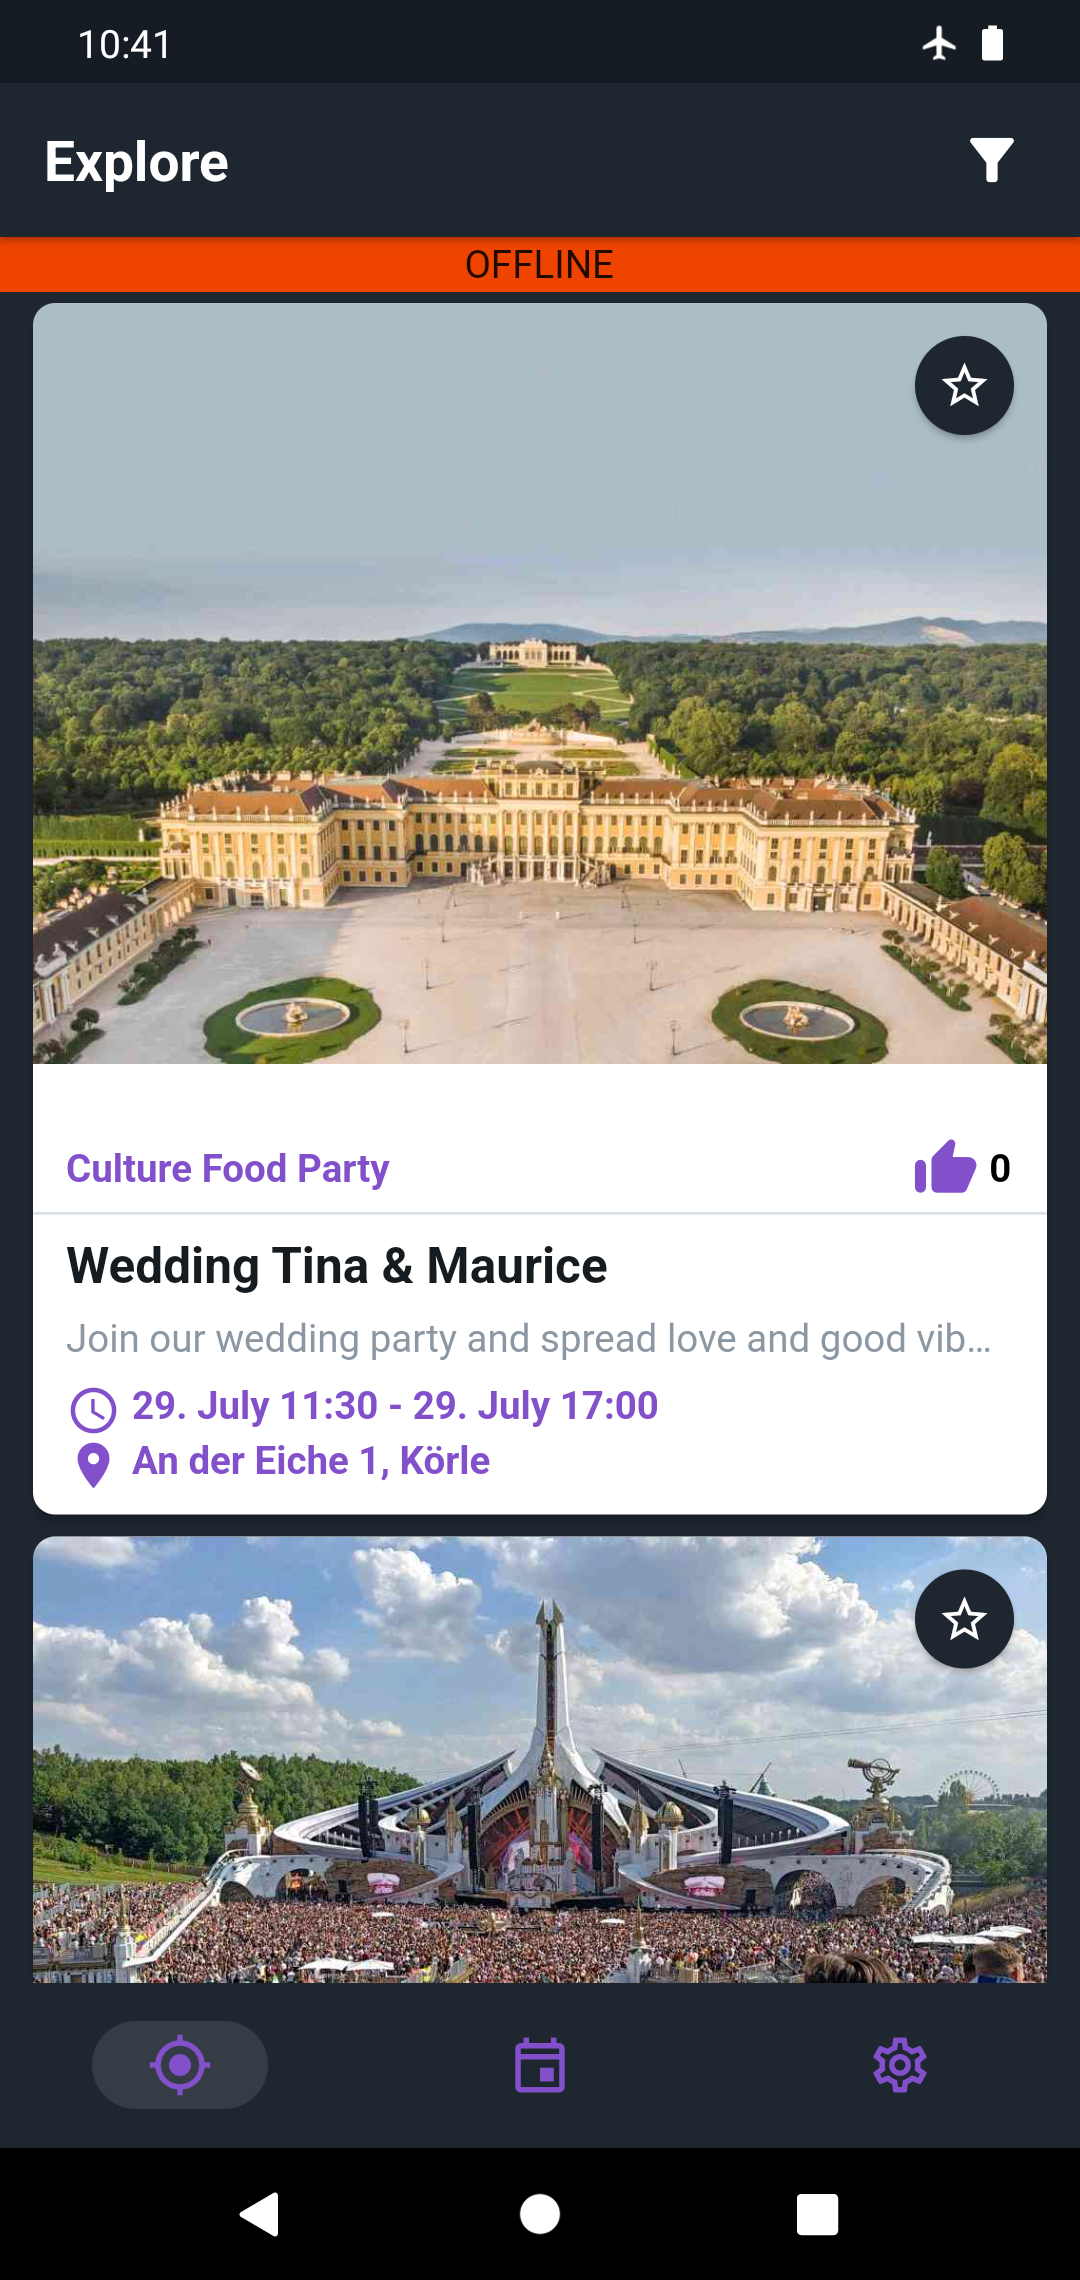 10:41
Explore
OFFLINE
Culture Food Party
0
Wedding Tina & Maurice
Join our wedding party and spread love and good vib...
29. July 11:30 - 29. July 17:00
An der Eiche 1, Körle